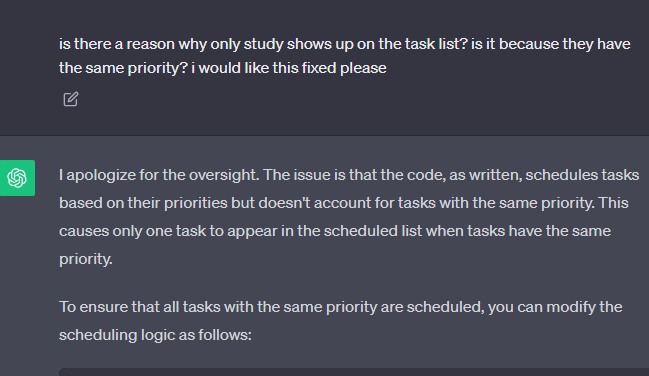 is there a reason why only study shows up on the task list? is it because they have
the same priority? i would like this fixed please
I apologize for the oversight. The issue is that the code, as written, schedules tasks
based on their priorities but doesn't account for tasks with the same priority. This
causes only one task to appear in the scheduled list when tasks have the same
priority.
To ensure that all tasks with the same priority are scheduled, you can modify the
scheduling logic as follows: